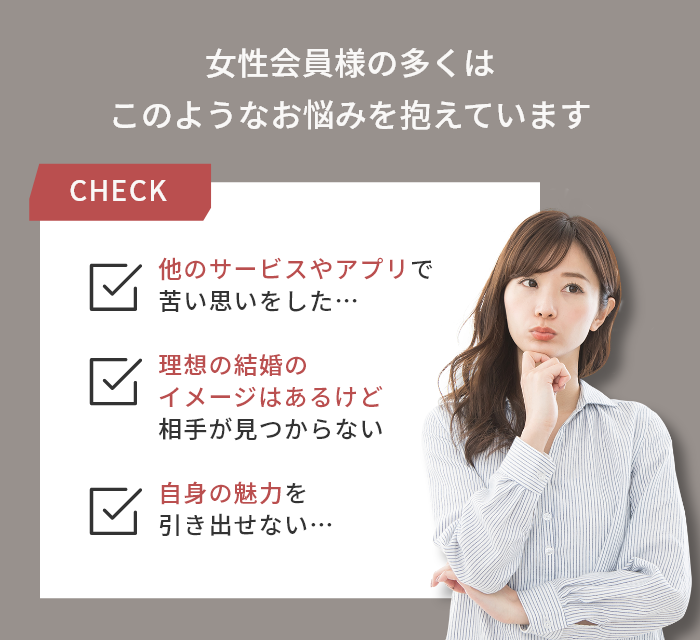 女性会員様の多くは
このようなお悩みを抱えています
CHECK
他のサービスやアプリで
苦い思いをした…
理想の結婚の
イメージはあるけど
相手が見つからない
自身の魅力を
引き出せない…